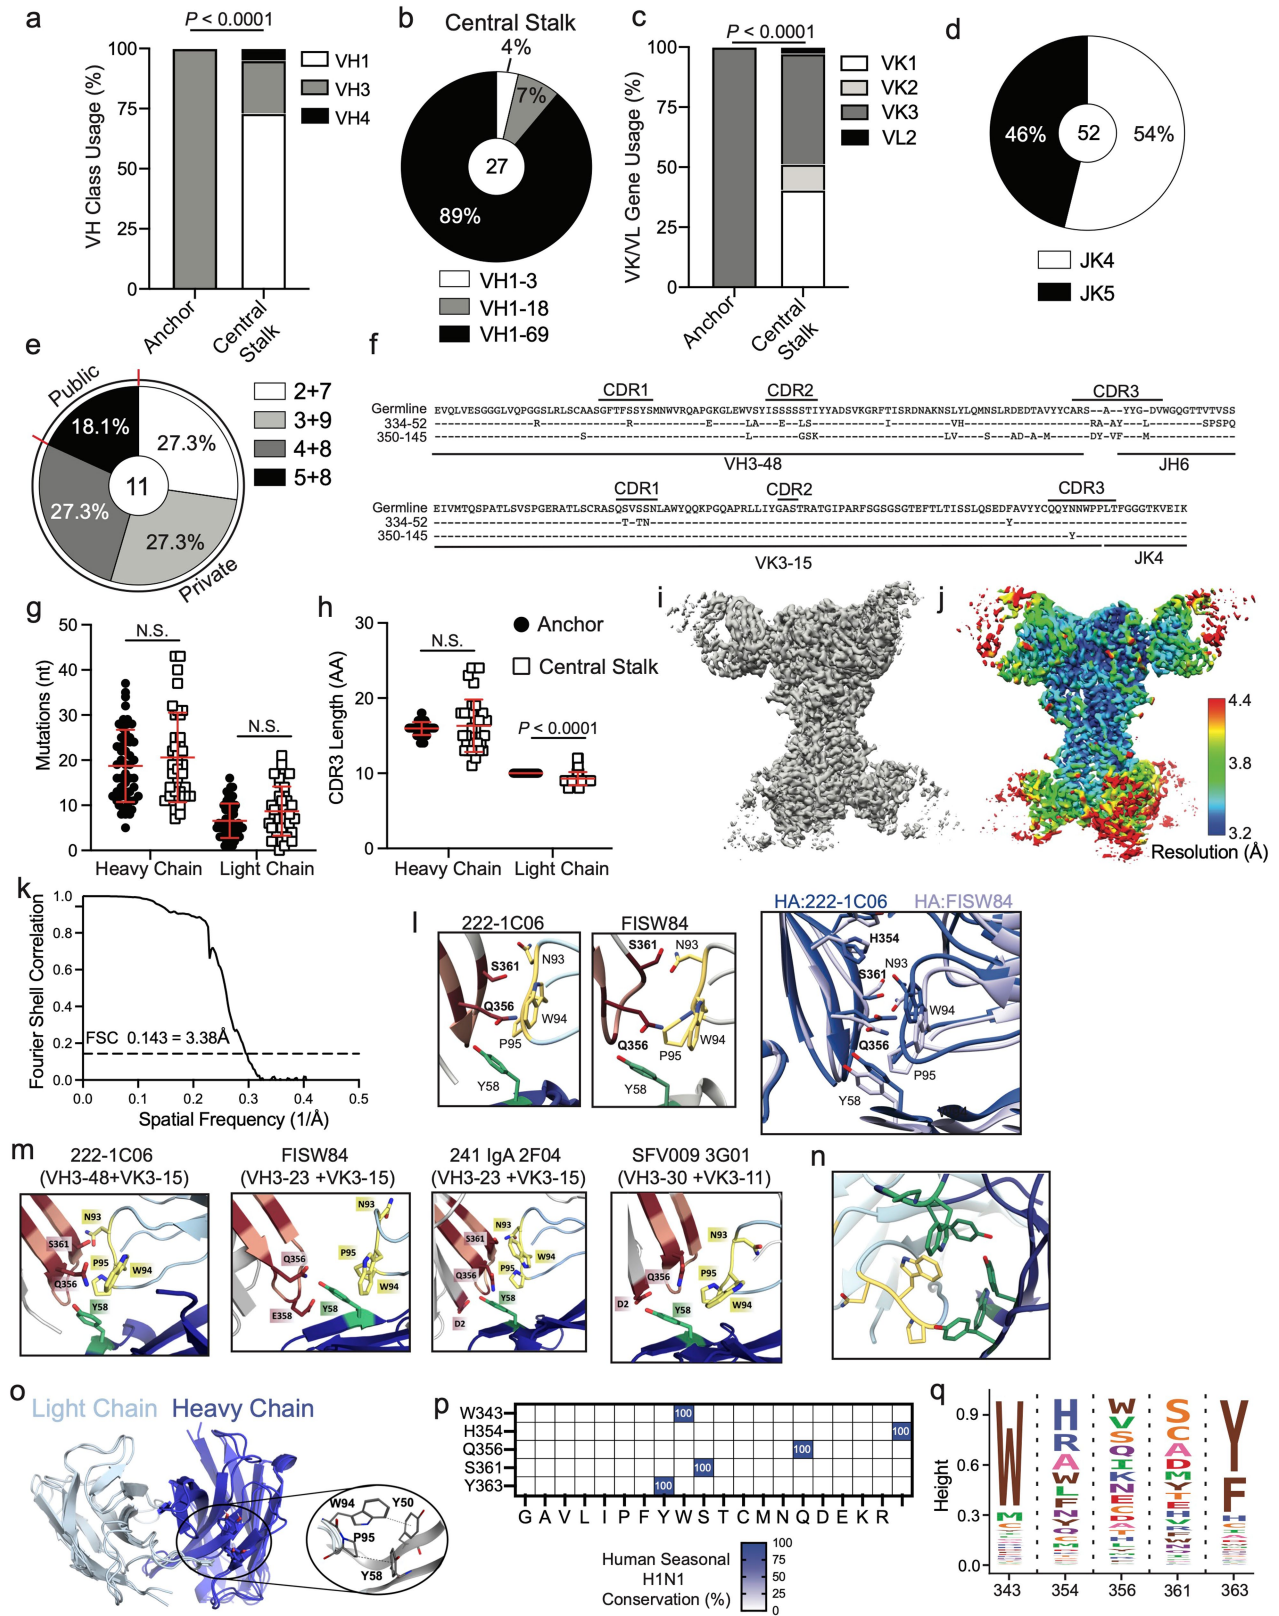 a
P < 0.0001
VH Class Usage (%)
100
75
50
25
0
Anchor
Central
Stalk
VH1
VH3
VH4
b
Central Stalk
4%
7%
27
89%
VH1-3
VH1-18
VH1-69
c
P < 0.0001
VK/VL Gene Usage (%)
100
75
50
25
0
Anchor
Central
Stalk
VK1
VK2
VK3
VL2
d
46%
52
54%
JK4
JK5
e
Public
18.1%
27.3%
11
27.3%
27.3%
Private
2+7
3+9
4+8
5+8
f
CDR1 CDR2 CDR3
Germline
334-52
350-145
VH3-48 JH6
CDR1 CDR2 CDR3
Germline EIVMTQSPATLSVSPGERATLSCRASQSVSSNLAWYQQKPGQAPRLLIYGASTRATGIPARFSGSGSGTEFTLTISSLQSEDFAVYYCQQYNNWPPLTFGGGTKVEIK
334-52
350-145
VK3-15 JK4
g
Mutations (nt)
50
40
30
20
10
0
N.S.
N.S.
Heavy Chain Light Chain
h
CDR3 Length (AA)
30
20
10
0
N.S.
P < 0.0001
Anchor
Central Stalk
Heavy Chain Light Chain
i
j
4.4
3.8
3.2
Resolution (Å)
k
Fourier Shell Correlation
1.0
0.8
0.6
0.4
0.2
0.0
FSC 0.143 = 3.38Å
0.0 0.1 0.2 0.3 0.4 0.5
Spatial Frequency (1/Å)
l
222-1C06
S361
N93
Q356
W94
P95
Y58
FISW84
S361
N93
Q356
W94
P95
Y58
HA:222-1C06 HA:FISW84
H354
S361
N93
W94
Q356
P95
Y58
m
222-1C06
(VH3-48+VK3-15)
N93
S361
P95
W94
Q356
Y58
FISW84
(VH3-23 +VK3-15)
N93
Q356
P95
W94
Y58
E358
241 IgA 2F04
(VH3-23 +VK3-15)
N93
S361
W94
Q356
P95
Y58
D2
SFV009 3G01
(VH3-30 +VK3-11)
N93
Q356
P95
D2
Y58
W94
n
o
Light Chain Heavy Chain
W94
Y50
P95
Y58
p
W343 100
H354 100
Q356 100
S361 100
Y363 100
G A V L I P F Y W S T C M N Q D E K R
Human Seasonal
H1N1
Conservation (%)
100
75
50
25
0
q
Height
0.9
0.6
0.3
0.0
343 354 356 361 363